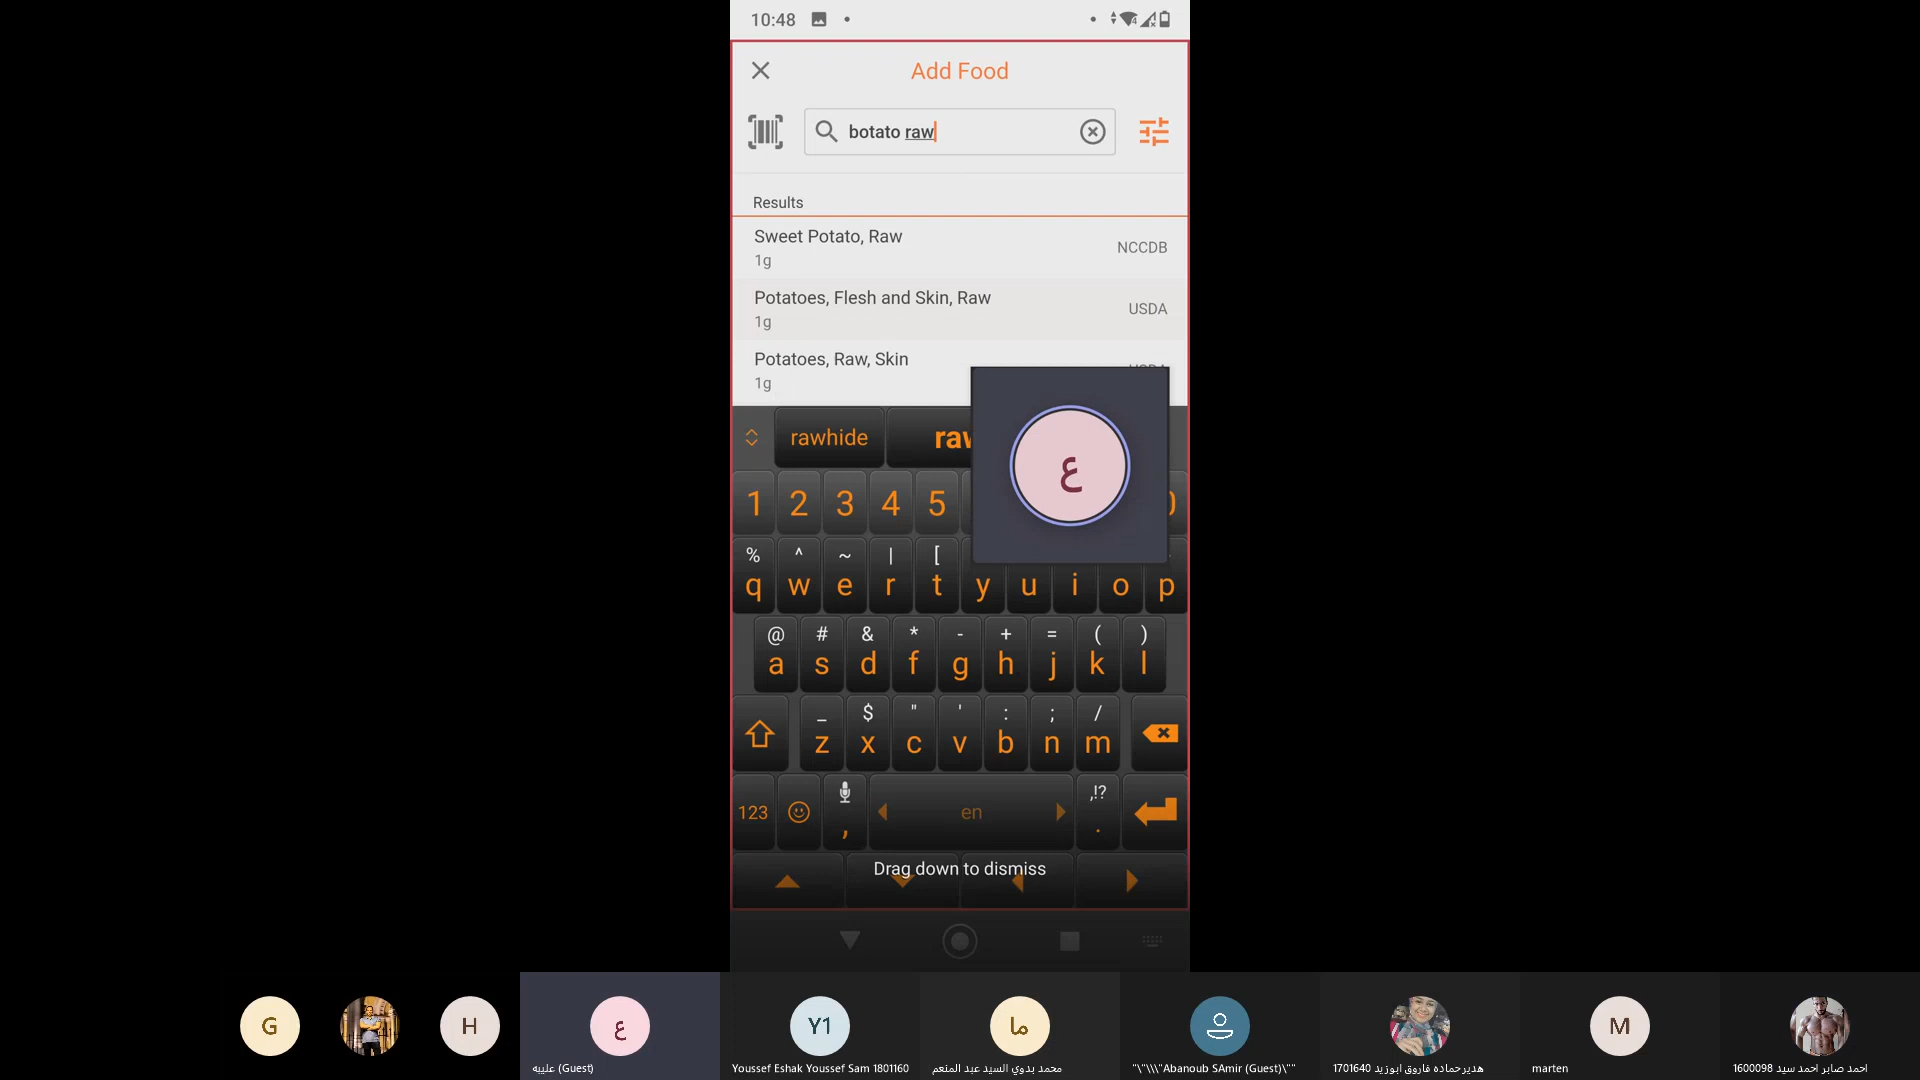 10:48
Add Food
botato raw
Results
Sweet Potato, Raw
1g
NCCDB
Potatoes, Flesh and Skin, Raw
1g
USDA
Potatoes, Raw, Skin
1g
rawhide
ع
1 2 3 4 5
% ^ ~ | [
q w e r t y u i o p
@ # & * - + = ( )
a s d f g h j k l
_ $ " ' : ; /
z x c v b n m
,!?
123 , en .
Drag down to dismiss
G
H
ع
Y1
ما
M
عليبه (Guest)
Youssef Eshak Youssef Sam 1801160
محمد بدوي السيد عبد المنعم
"\"\\\"Abanoub SAmir (Guest)\""
هديرحماده فاروق ابوزيد 1701640
marten
احمد صابر احمد سيد 1600098